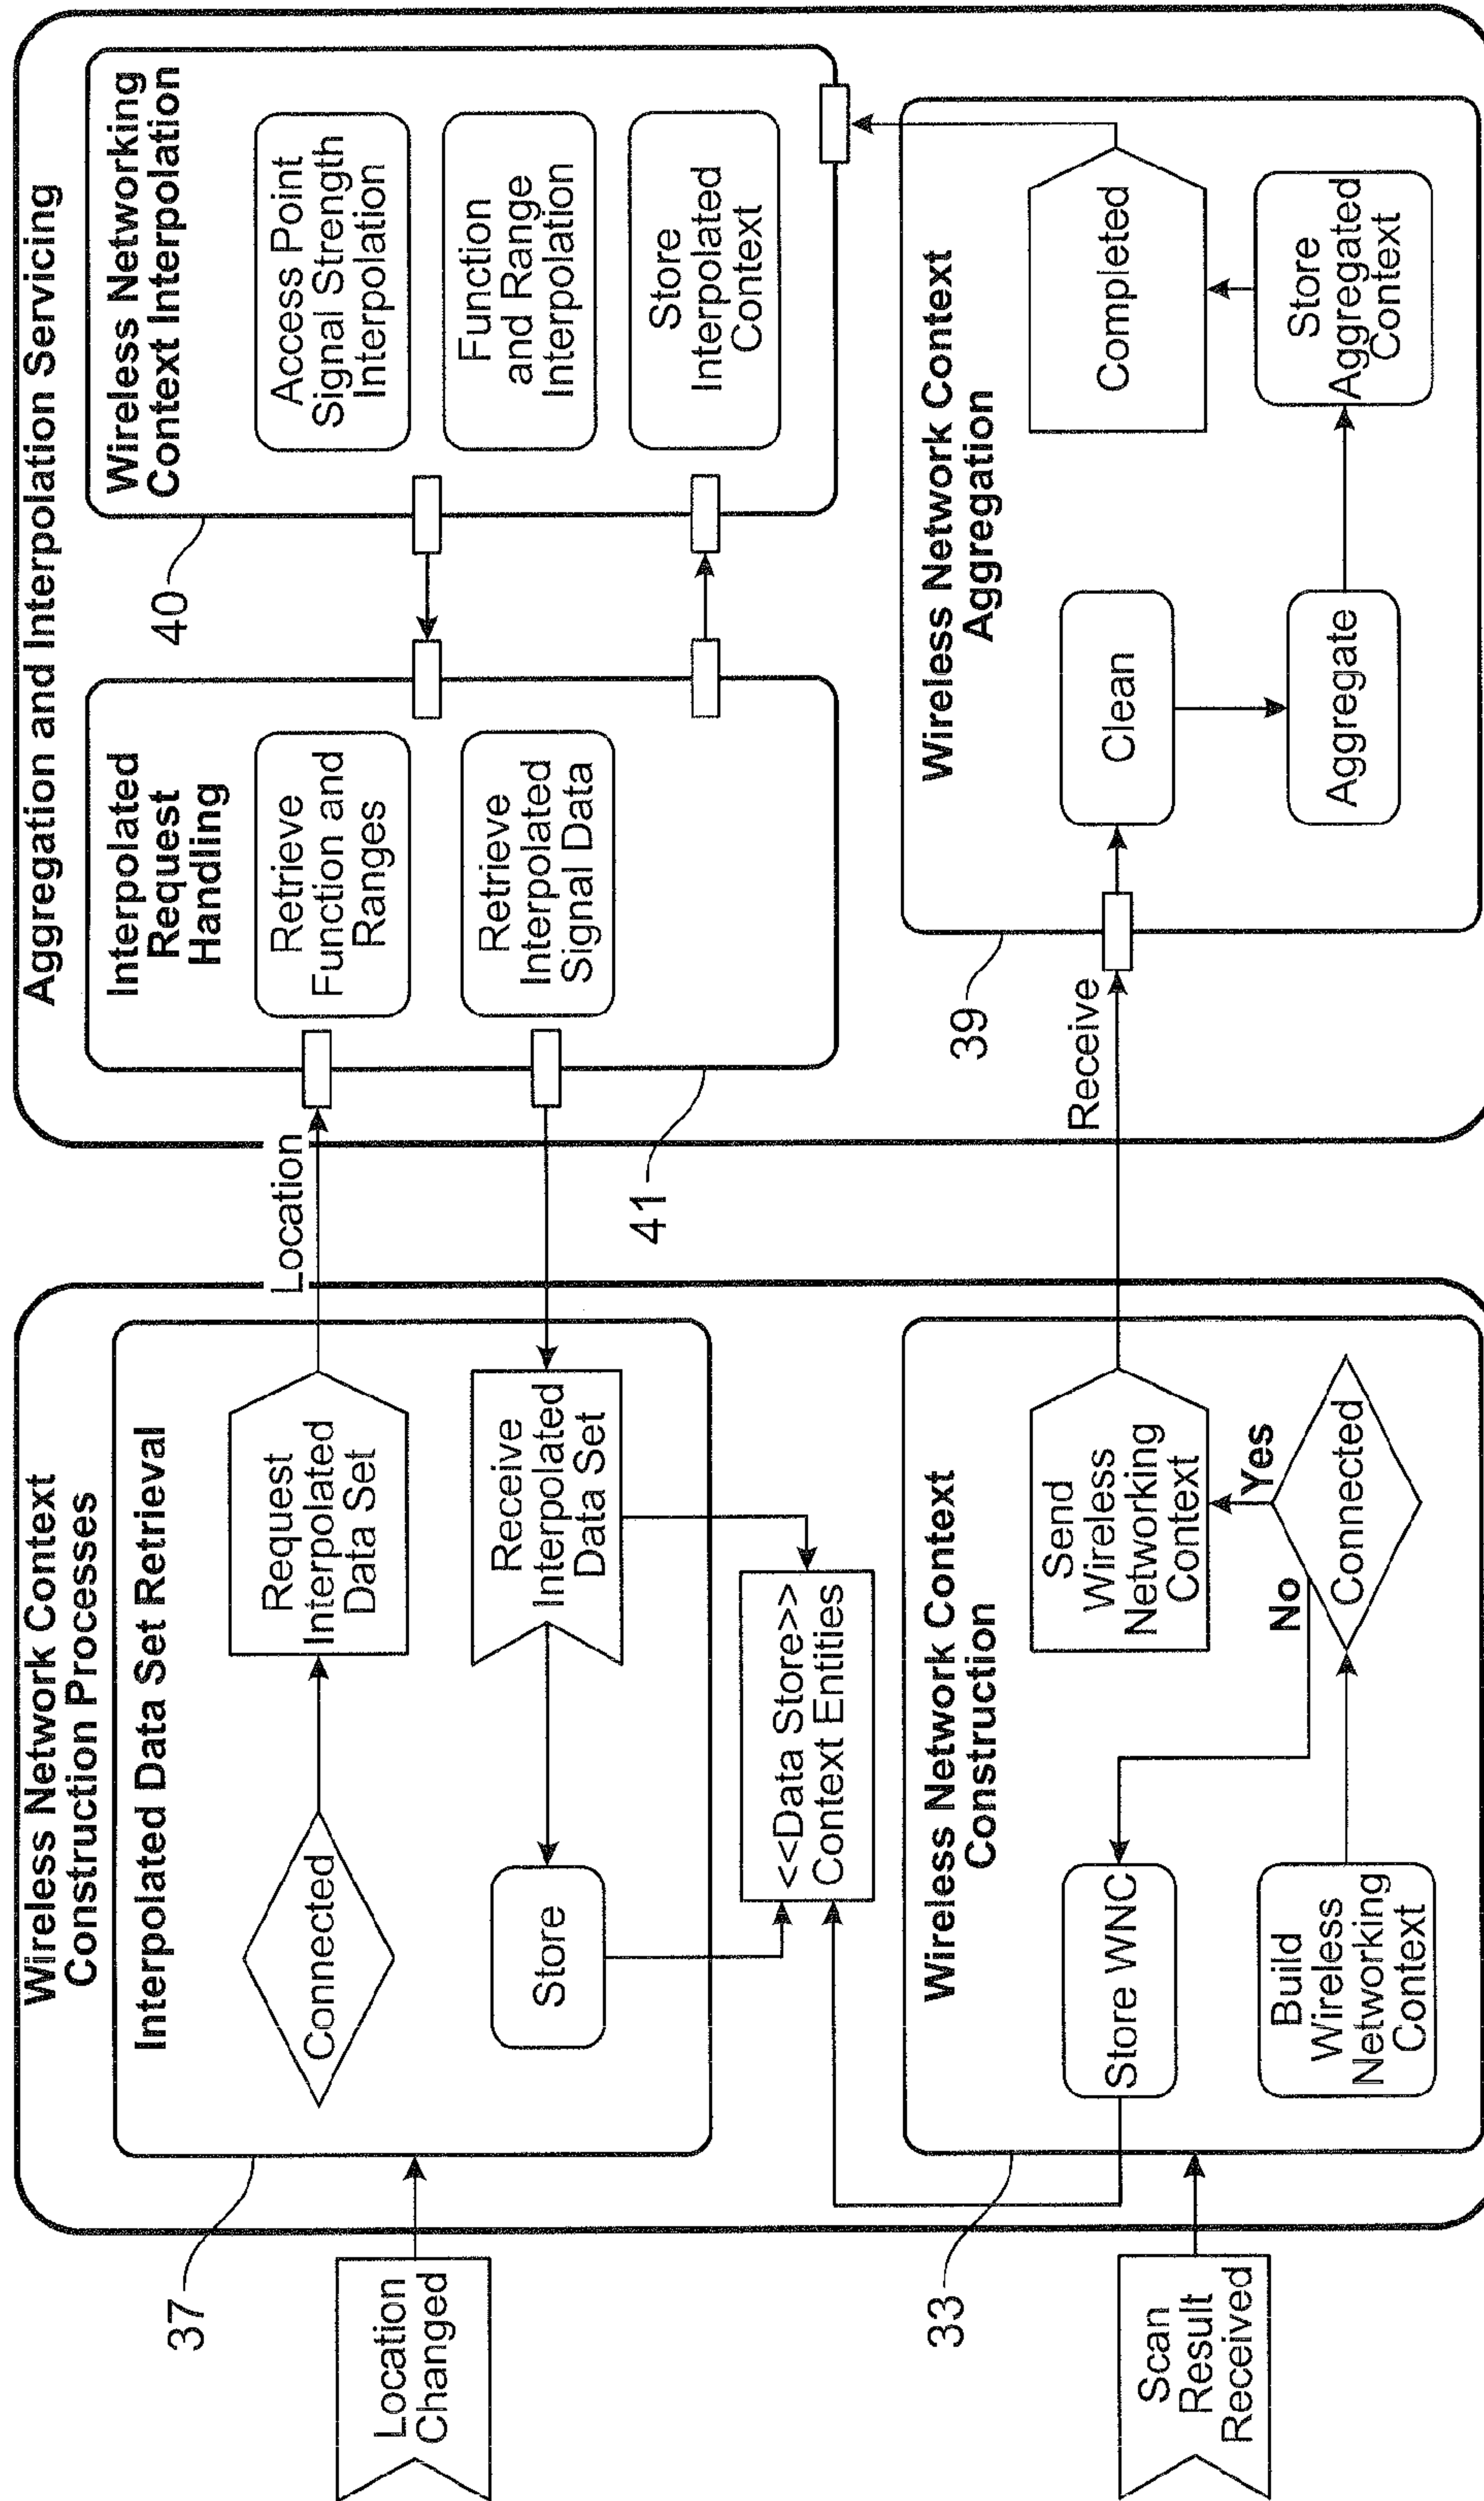 Wireless Network Context
Construction Processes
Interpolated Data Set Retrieval
37
Location
Changed
Connected
Request
Interpolated
Data Set
Location
Store
Receive
Interpolated
Data Set
<<Data Store>>
Context Entities
Wireless Network Context
Construction
33
Scan
Result
Received
Store WNC
Build
Wireless
Networking
Context
No
Yes
Connected
Send
Wireless
Networking
Context
Receive
Aggregation and Interpolation Servicing
Interpolated
Request
Handling
Retrieve
Function and
Ranges
Retrieve
Interpolated
Signal Data
41
40
Wireless Networking
Context Interpolation
Access Point
Signal Strength
Interpolation
Function
and Range
Interpolation
Store
Interpolated
Context
39
Wireless Network Context
Aggregation
Clean
Aggregate
Completed
Store
Aggregated
Context